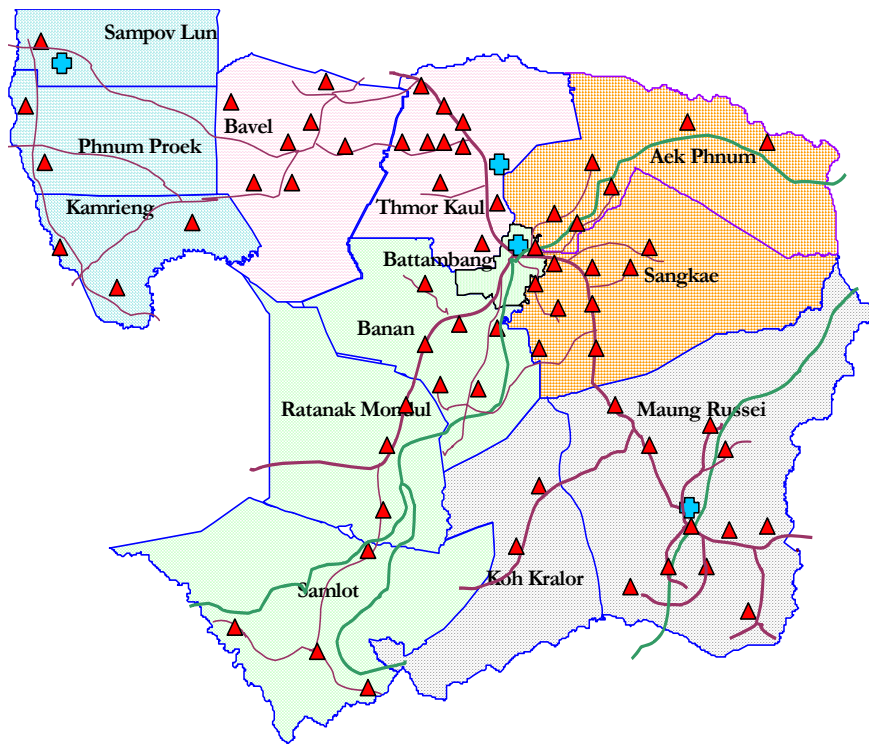 Sampov Lun
Bavel
Phnum Proek
Aek Phnum
Kamrieng
Thmor Kaul
Battambang
Sangkae
Banan
Ratanak Mondul
Maung Russei
Koh Kralor
Samlot